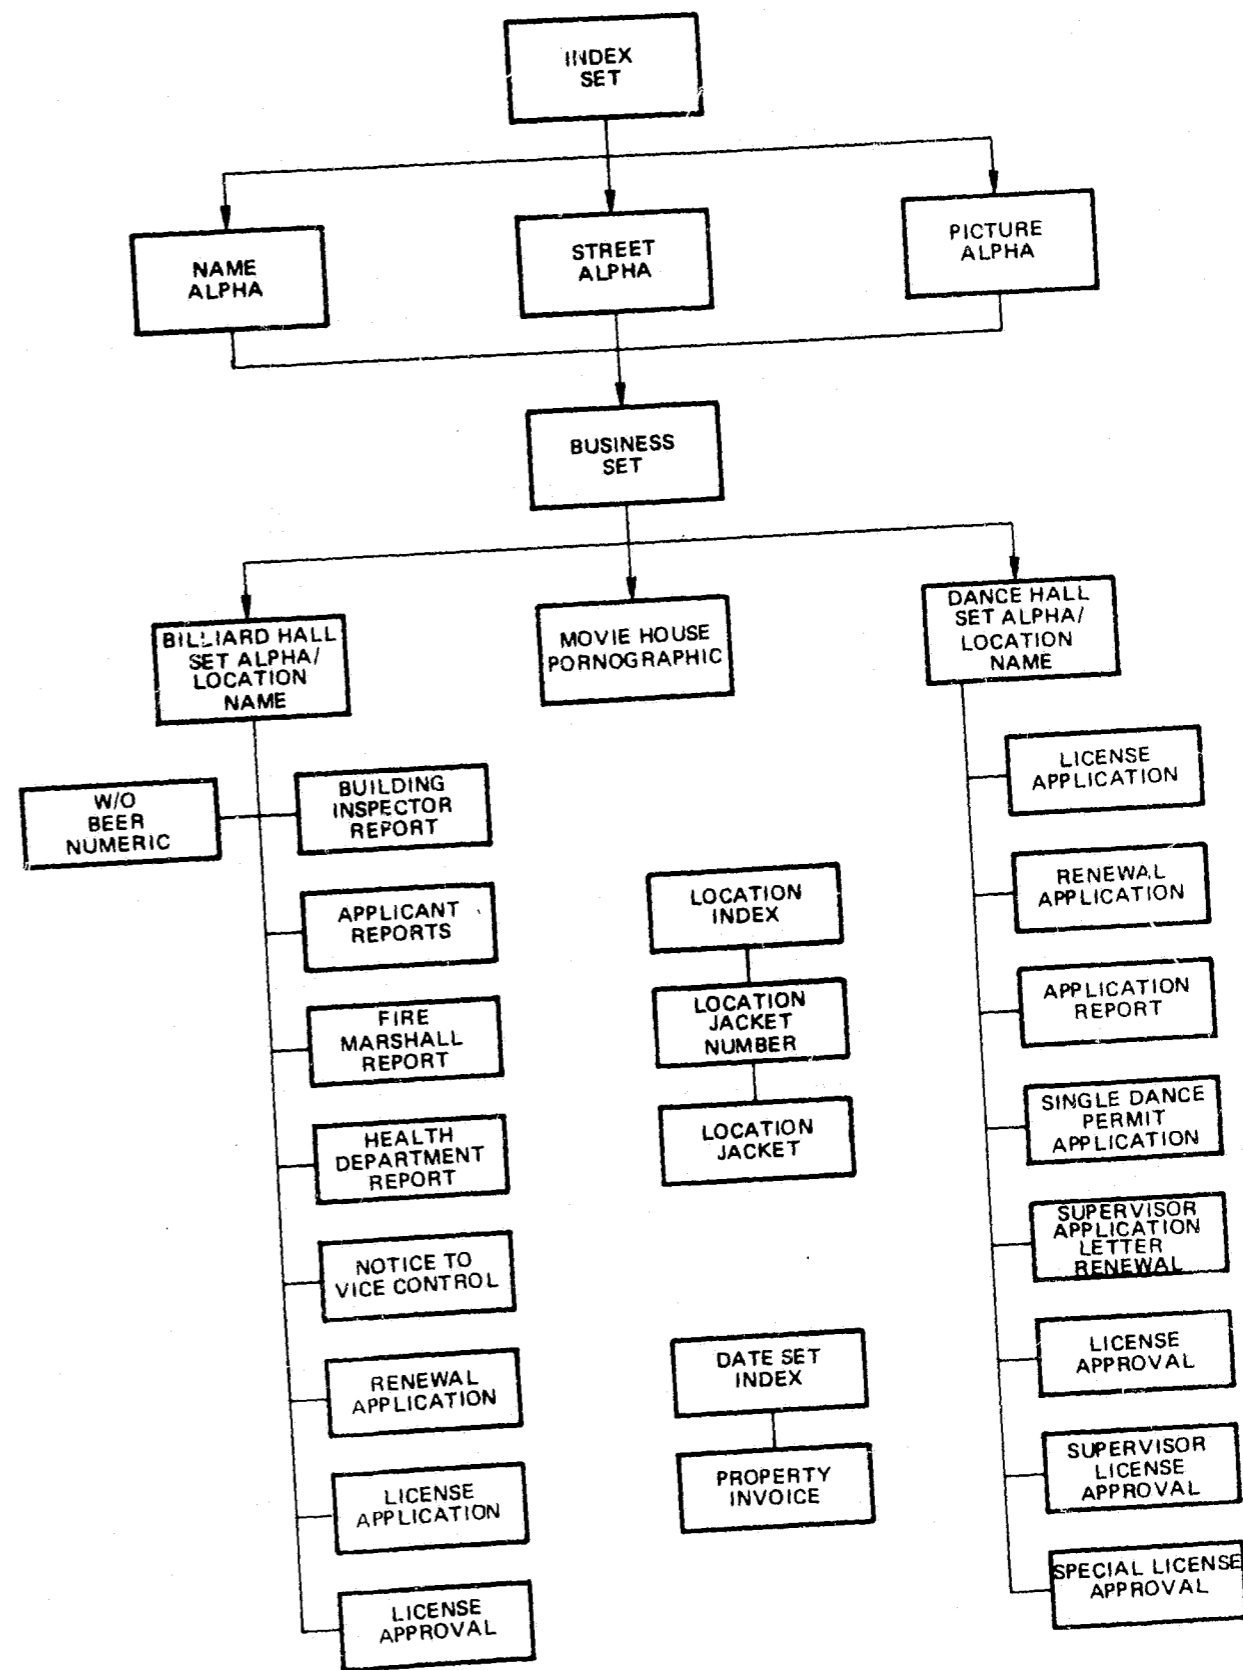 INDEX
SET
NAME
ALPHA
STREET
ALPHA
PICTURE
ALPHA
BUSINESS
SET
BILLIARD HALL
SET ALPHA/
LOCATION
NAME
MOVIE HOUSE
PORNOGRAPHIC
DANCE HALL
SET ALPHA/
LOCATION
NAME
W/O
BEER
NUMERIC
BUILDING
INSPECTOR
REPORT
APPLICANT
REPORTS
FIRE
MARSHALL
REPORT
HEALTH
DEPARTMENT
REPORT
NOTICE TO
VICE CONTROL
RENEWAL
APPLICATION
LICENSE
APPLICATION
LICENSE
APPROVAL
LOCATION
INDEX
LOCATION
JACKET
NUMBER
LOCATION
JACKET
DATE SET
INDEX
PROPERTY
INVOICE
LICENSE
APPLICATION
RENEWAL
APPLICATION
APPLICATION
REPORT
SINGLE DANCE
PERMIT
APPLICATION
SUPERVISOR
APPLICATION
LETTER
RENEWAL
LICENSE
APPROVAL
SUPERVISOR
LICENSE
APPROVAL
SPECIAL LICENSE
APPROVAL